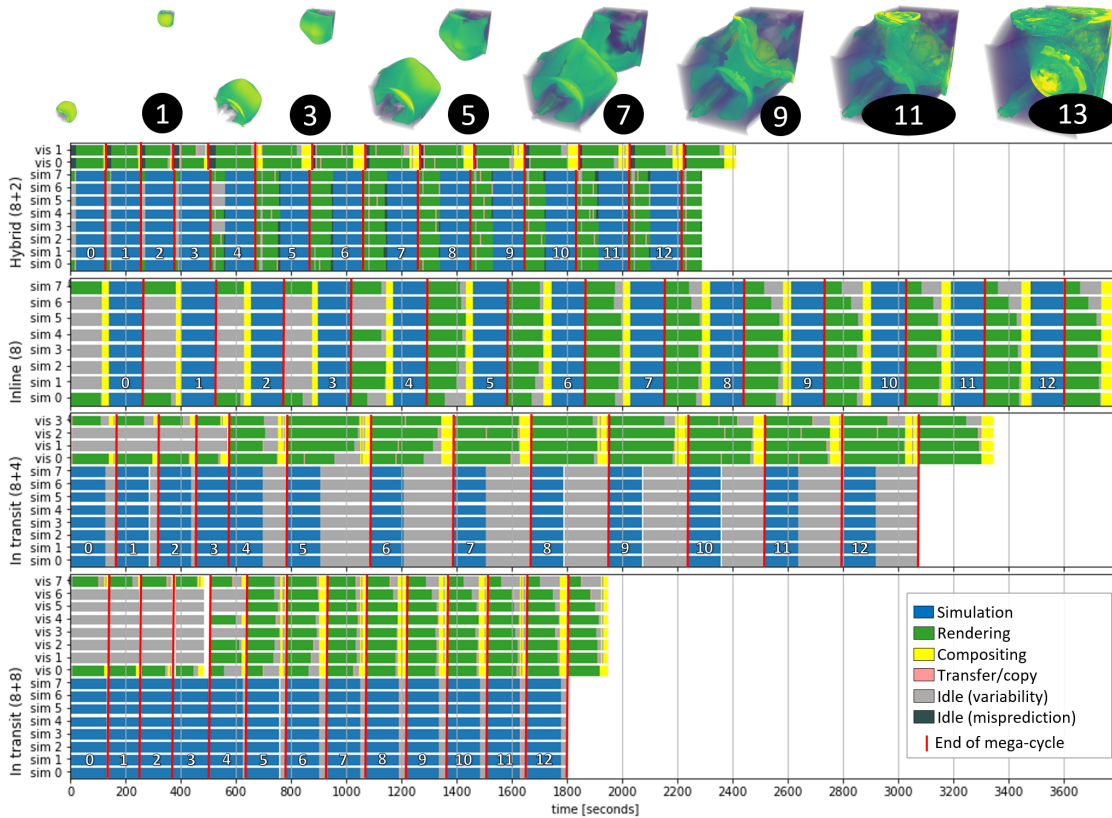 1 3 5 7 9 11 13
Hybrid (8+2)
vis 1
vis 0
sim 7
sim 6
sim 5
sim 4
sim 3
sim 2
sim 1
sim 0
0 1 2 3 4 5 6 7 8 9 10 11 12
Inline (8)
sim 7
sim 6
sim 5
sim 4
sim 3
sim 2
sim 1
sim 0
0 1 2 3 4 5 6 7 8 9 10 11 12
In transit (8+4)
vis 3
vis 2
vis 1
vis 0
sim 7
sim 6
sim 5
sim 4
sim 3
sim 2
sim 1
sim 0
0 1 2 3 4 5 6 7 8 9 10 11 12
In transit (8+8)
vis 7
vis 6
vis 5
vis 4
vis 3
vis 2
vis 1
vis 0
sim 7
sim 6
sim 5
sim 4
sim 3
sim 2
sim 1
sim 0
0 1 2 3 4 5 6 7 8 9 10 11 12
Simulation
Rendering
Compositing
Transfer/copy
Idle (variability)
Idle (misprediction)
End of mega-cycle
0 200 400 600 800 1000 1200 1400 1600 1800 2000 2200 2400 2600 2800 3000 3200 3400 3600
time [seconds]